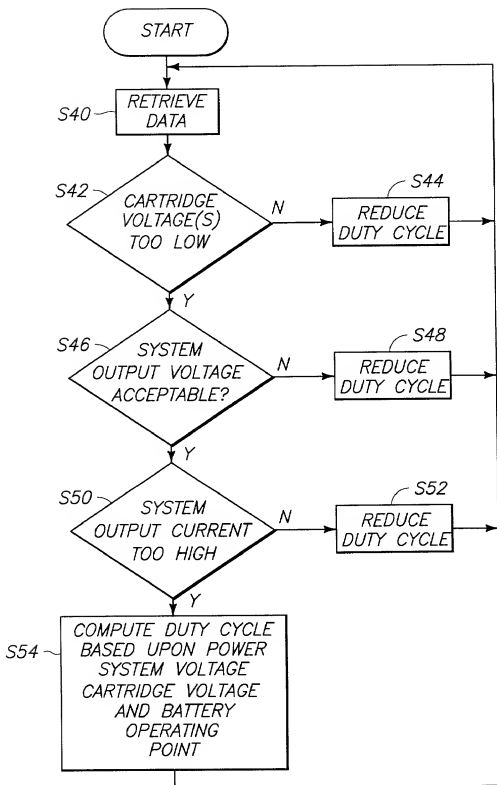 START
S40
RETRIEVE
DATA
S42
CARTRIDGE
VOLTAGE(S)
TOO LOW
N
S44
REDUCE
DUTY CYCLE
Y
S46
SYSTEM
OUTPUT VOLTAGE
ACCEPTABLE?
N
S48
REDUCE
DUTY CYCLE
Y
S50
SYSTEM
OUTPUT CURRENT
TOO HIGH
N
S52
REDUCE
DUTY CYCLE
Y
S54
COMPUTE DUTY CYCLE
BASED UPON POWER
SYSTEM VOLTAGE
CARTRIDGE VOLTAGE
AND BATTERY
OPERATING
POINT